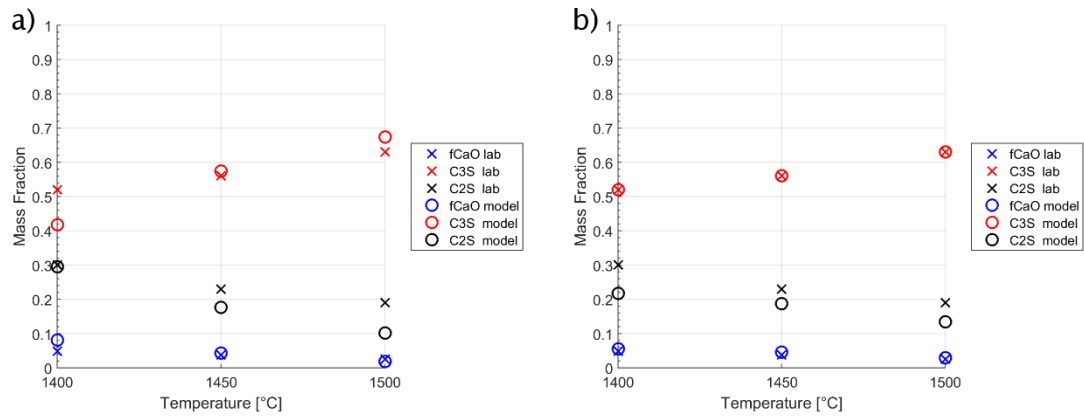 a)
1
0.9
0.8
0.7
0.6
0.5
0.4
0.3
0.2
0.1
0
Mass Fraction
1400 1450 1500
Temperature [°C]
fCaO lab
C3S lab
C2S lab
fCaO model
C3S model
C2S model
b)
1
0.9
0.8
0.7
0.6
0.5
0.4
0.3
0.2
0.1
0
Mass Fraction
1400 1450 1500
Temperature [°C]
fCaO lab
C3S lab
C2S lab
fCaO model
C3S model
C2S model